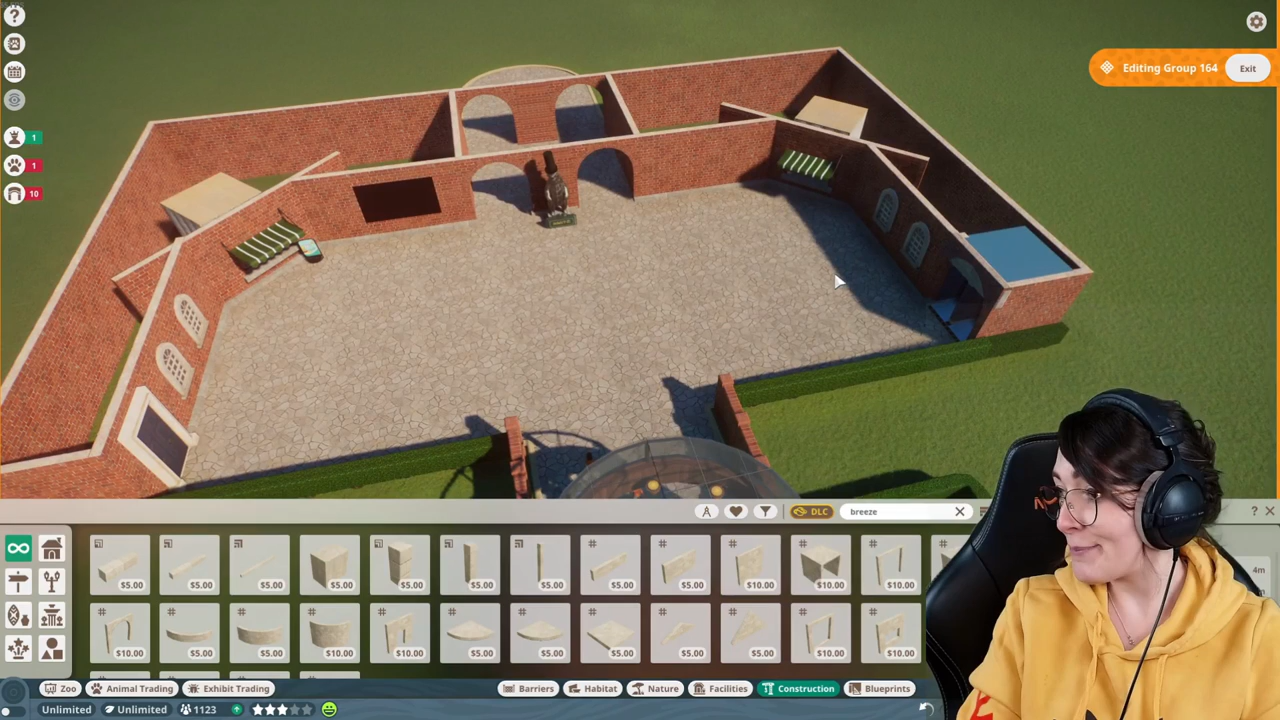 ?
Editing Group 164
Exit
1
1
10
DLC
breeze
?
$5.00
$5.00
$5.00
$5.00
$5.00
$5.00
$5.00
$5.00
$5.00
$10.00
$10.00
$10.00
4m
$10.00
$5.00
$5.00
$10.00
$10.00
$5.00
$5.00
$5.00
$5.00
$5.00
$10.00
$10.00
Zoo
Animal Trading
Exhibit Trading
Barriers
Habitat
Nature
Facilities
Construction
Blueprints
Unlimited
Unlimited
1123